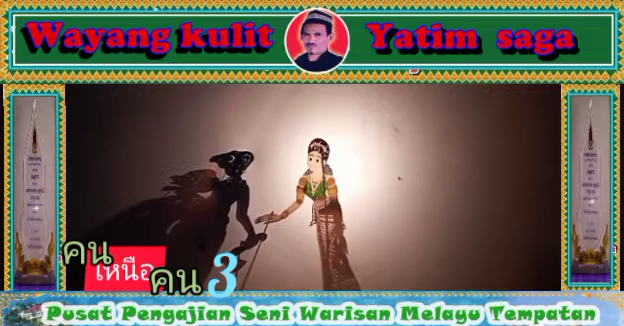 Wayang kulit Yatim saga
คน
เหนือ
คน 3
Pusat Pengajian Seni Warisan Melayu Tempatan